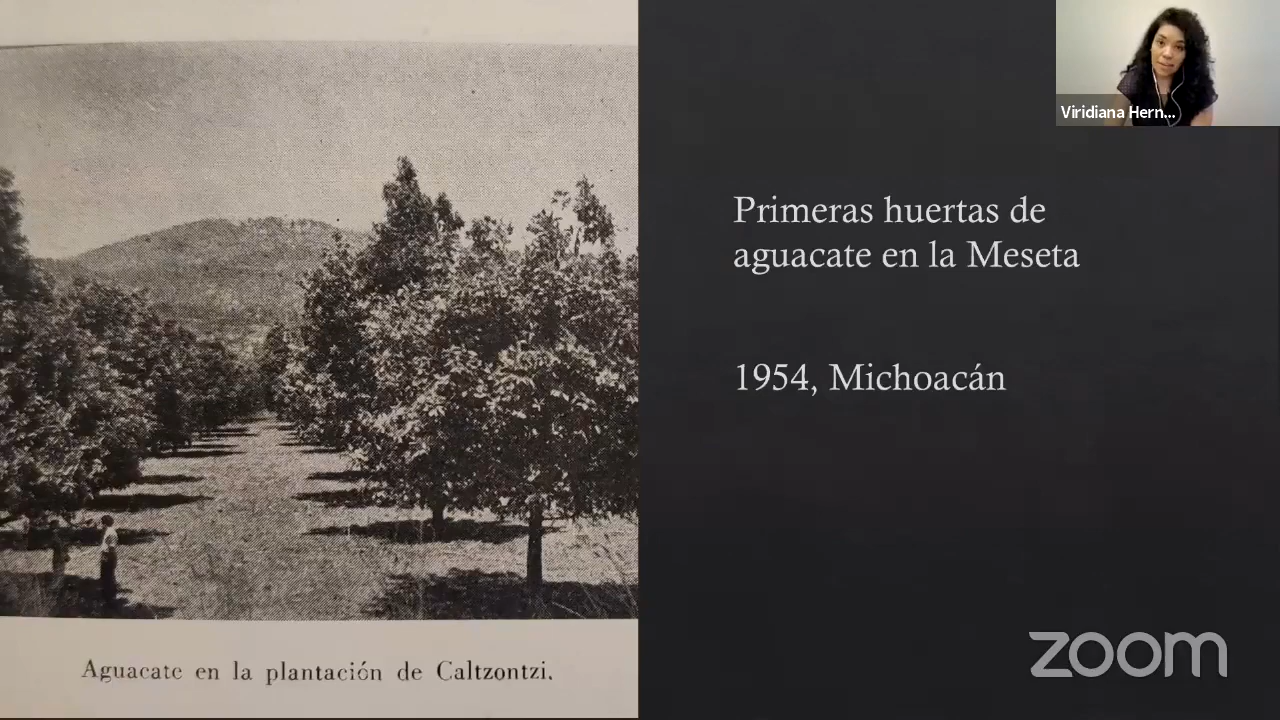 Viridiana Hern...
Primeras huertas de
aguacate en la Meseta
1954, Michoacán
Aguacate en la plantación de Caltzontzi.
zoom